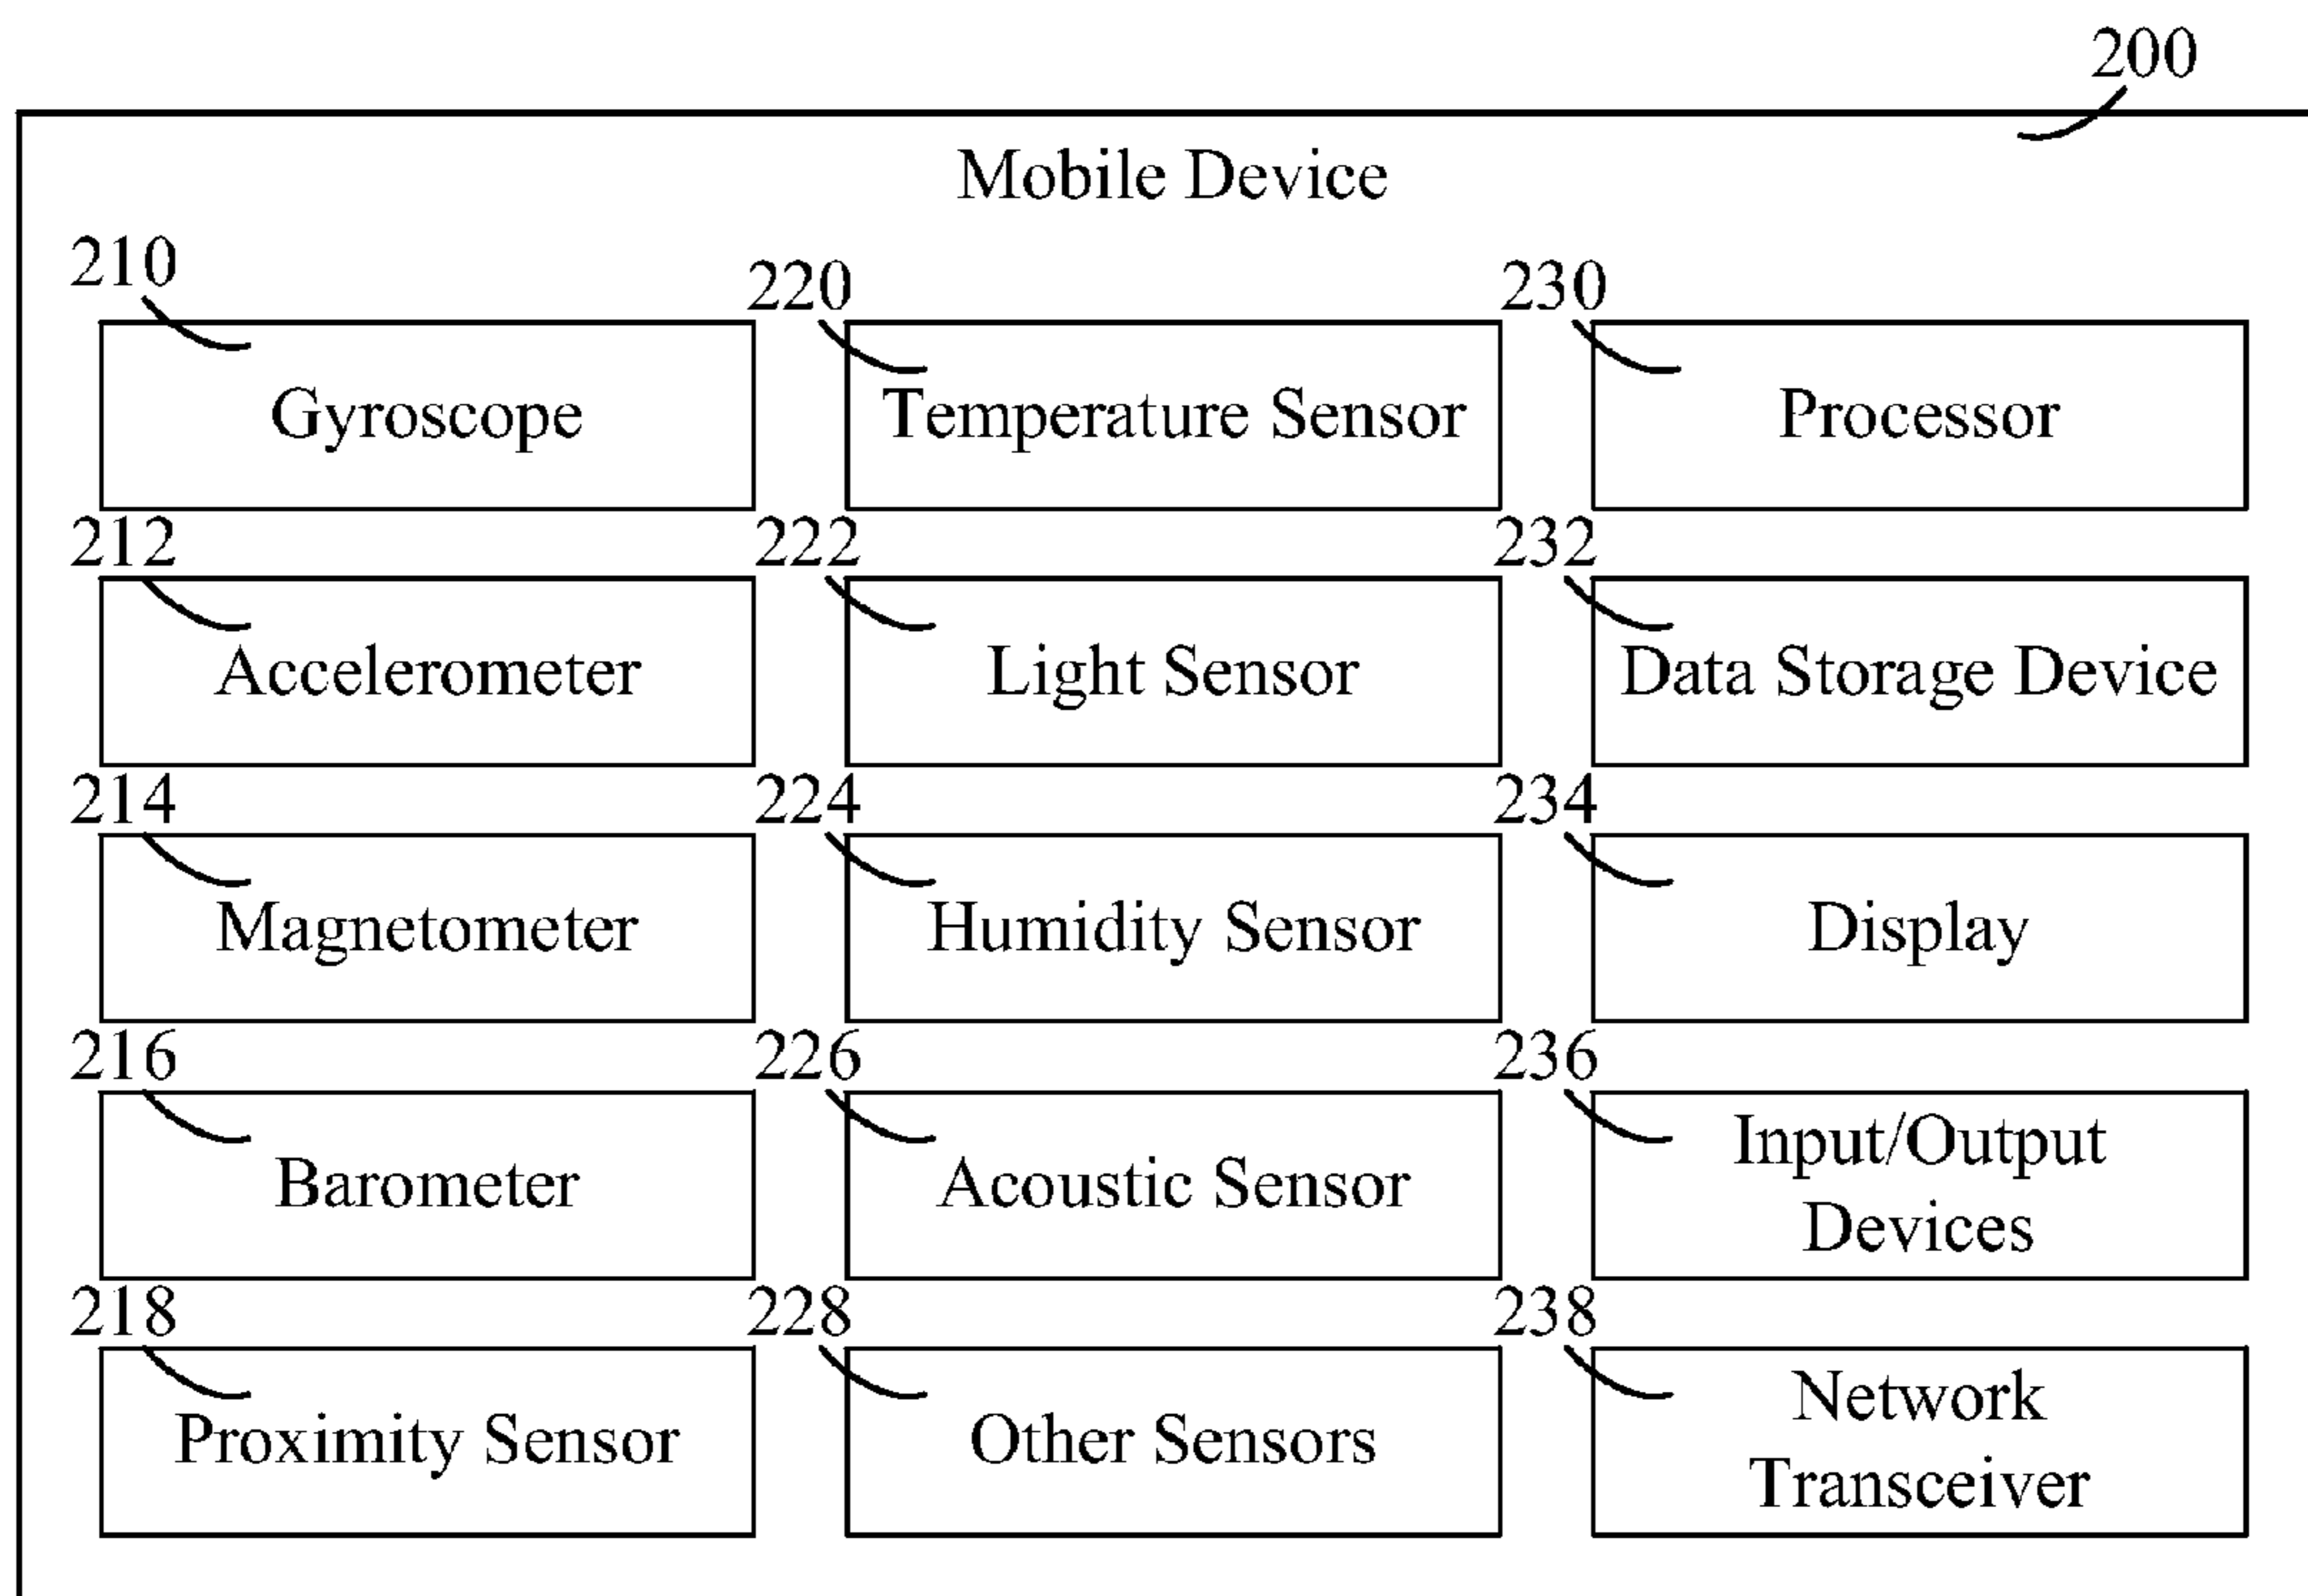 200
Mobile Device
210
220
230
Gyroscope
Temperature Sensor
Processor
212
222
232
Accelerometer
Light Sensor
Data Storage Device
214
224
234
Magnetometer
Humidity Sensor
Display
216
226
236
Barometer
Acoustic Sensor
Input/Output
Devices
218
228
238
Proximity Sensor
Other Sensors
Network
Transceiver